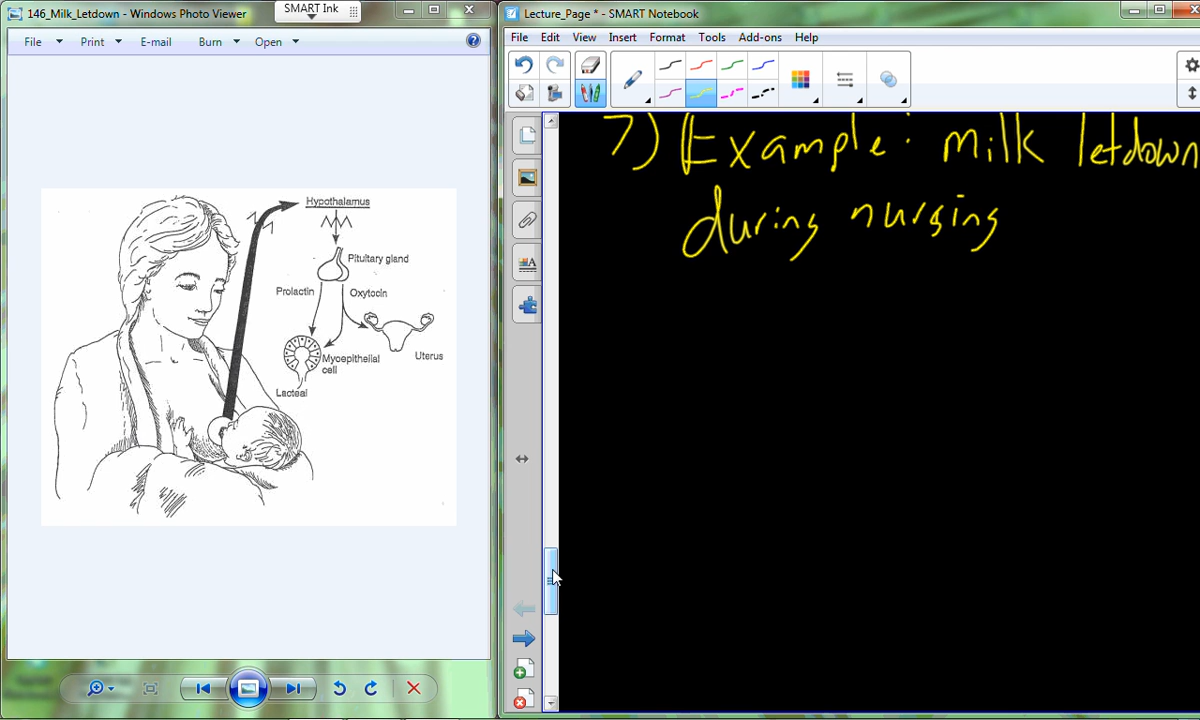 146_Milk_Letdown - Windows Photo Viewer
SMART Ink
File Print E-mail Burn Open
Hypothalamus
Pitultary gland
Prolactin Oxytocin
Myoepithelial
cell
Uterus
Lacteal
Lecture_Page * - SMART Notebook
File Edit View Insert Format Tools Add-ons Help
7) Example: milk letdown
during nursing